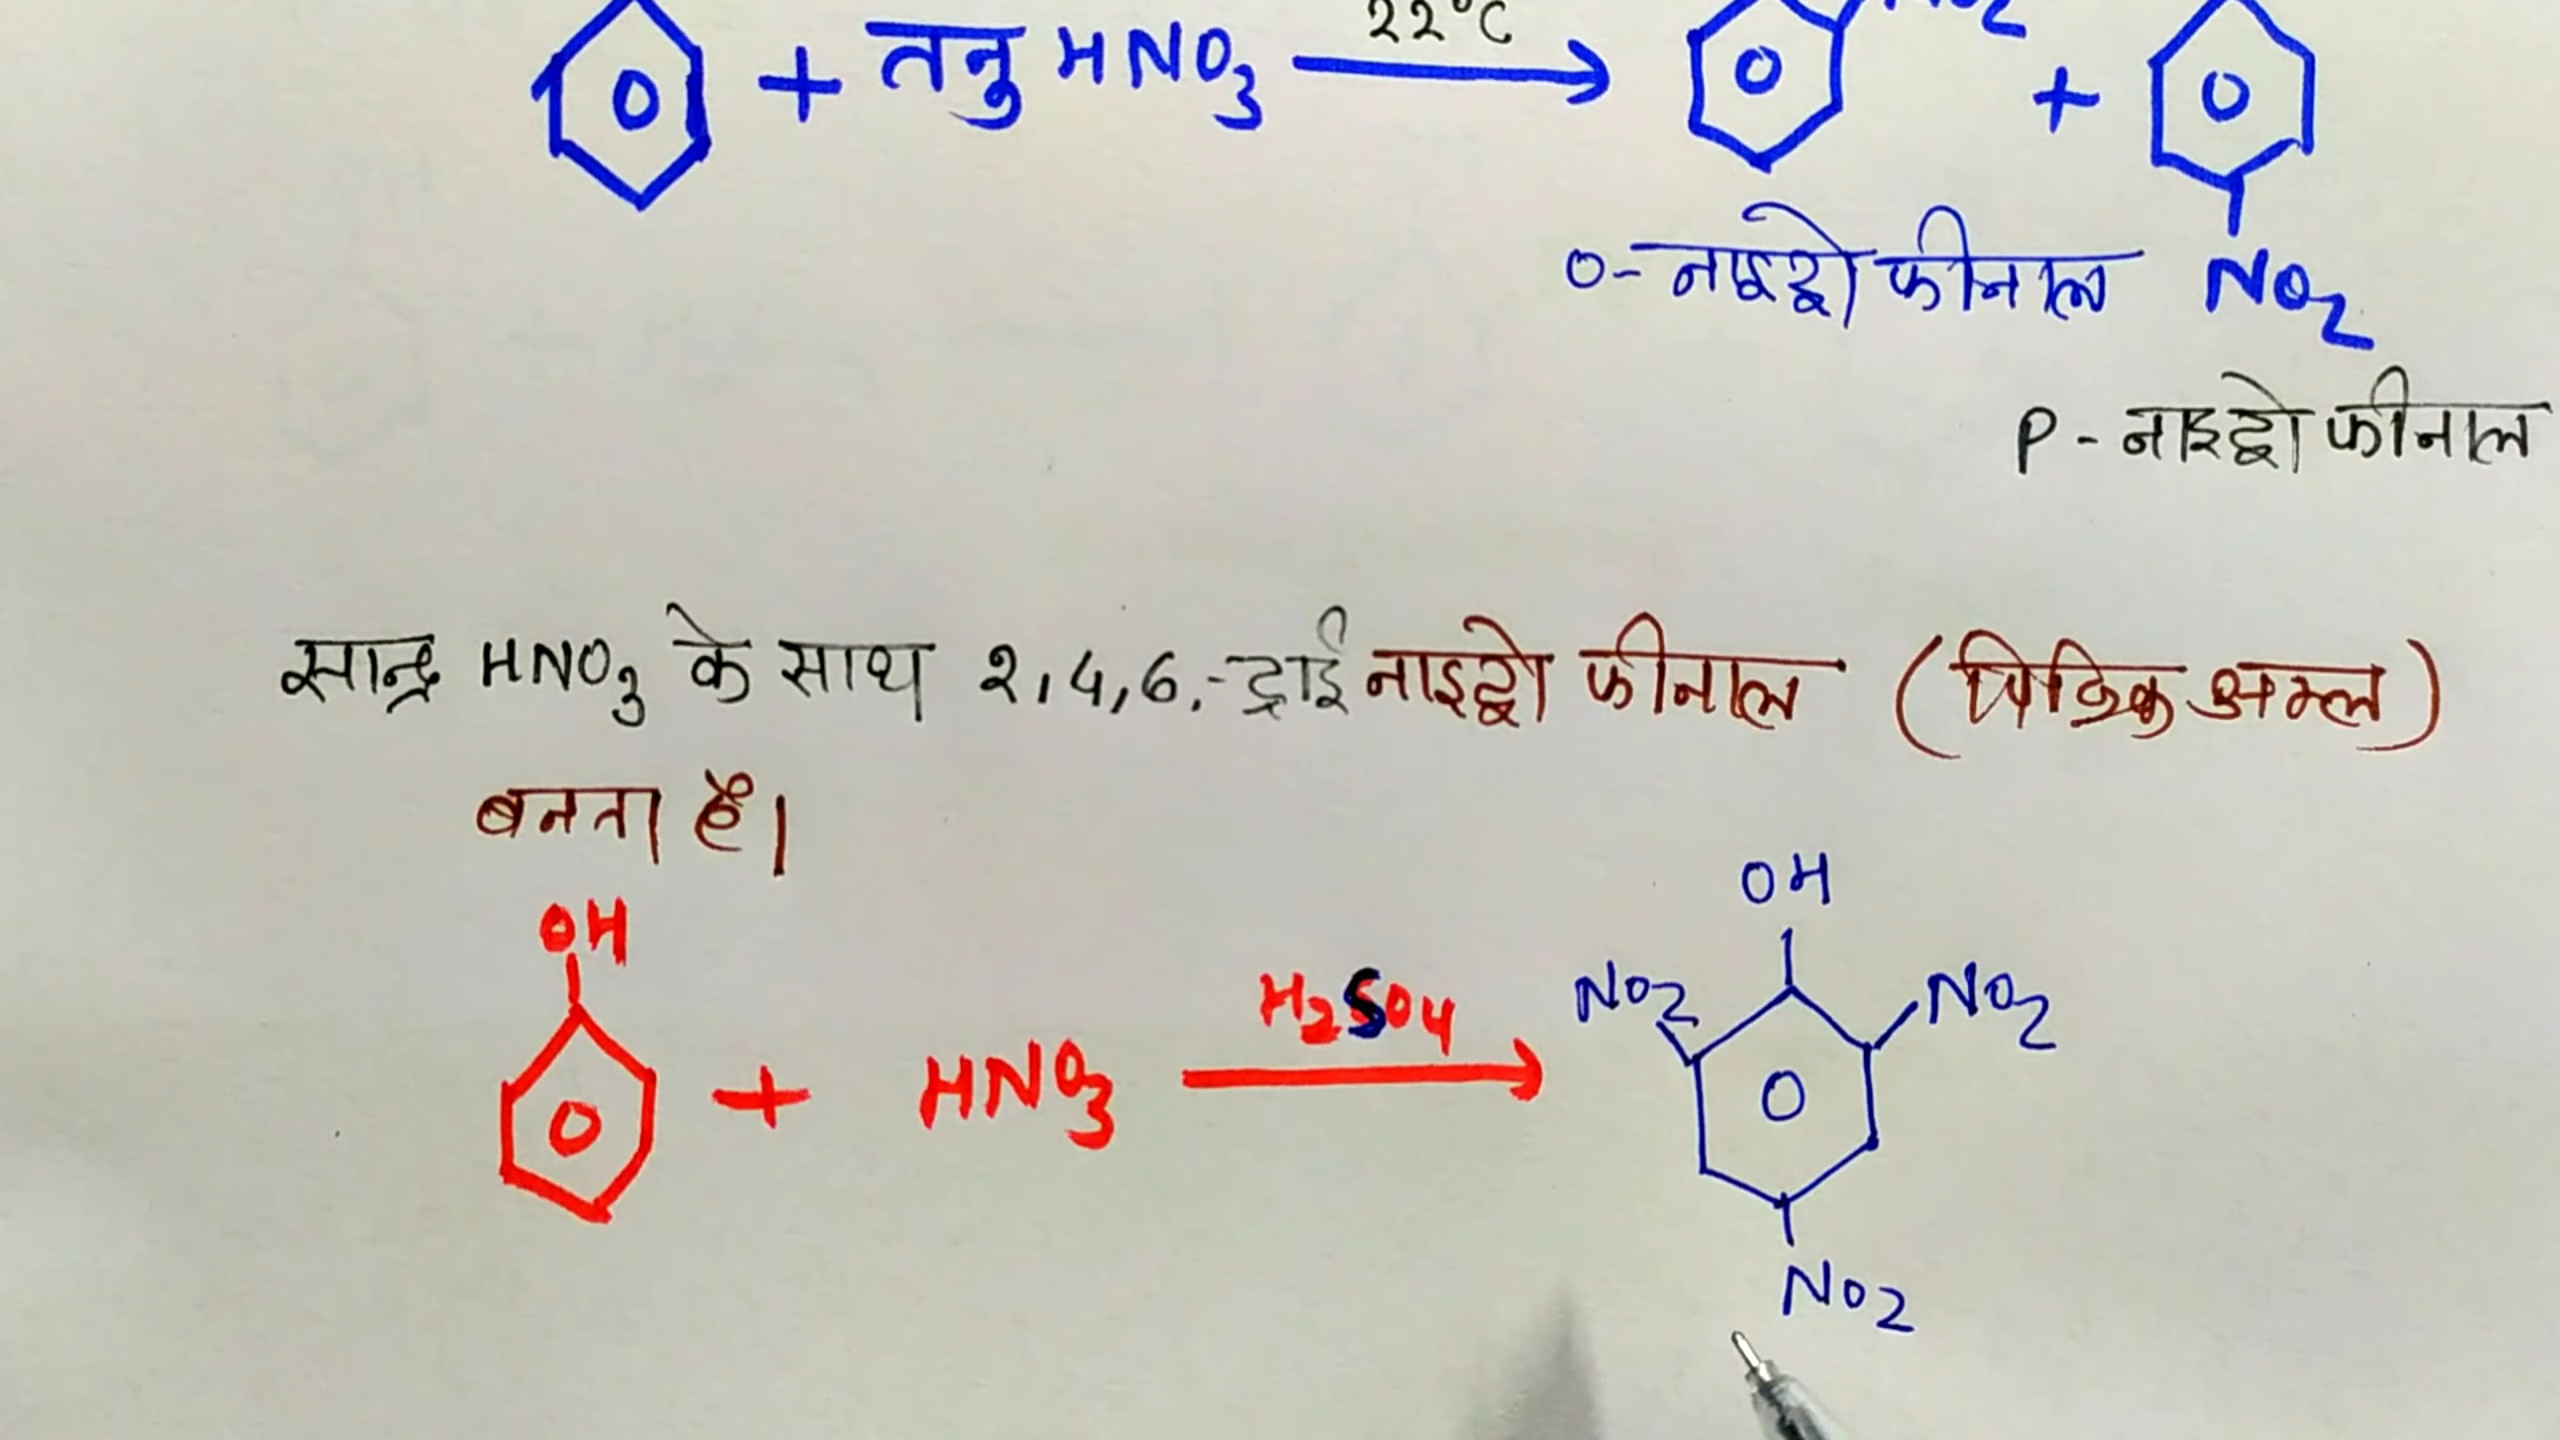 + तनु HNO3 22°C NO2 +
o- नाइट्रो फीनाल NO2
P - नाइट्रो फीनाल
सान्द्र HNO3 के साथ 2,4,6,-ट्राई नाइट्रो फीनाल (पिक्रिक अम्ल)
बनता है।
OH + HNO3 H2SO4 OH NO2 NO2
NO2